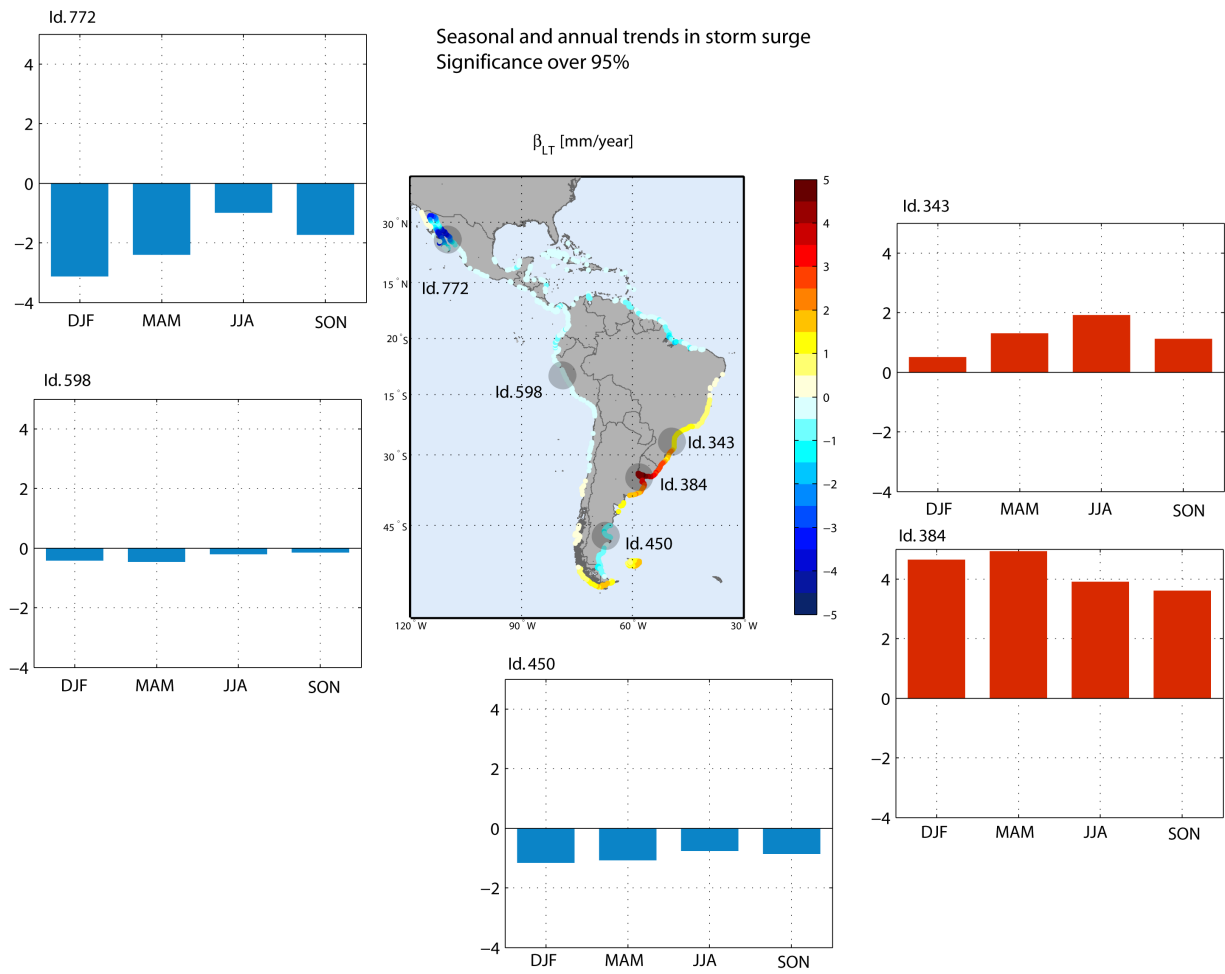 Id. 772
Seasonal and annual trends in storm surge
Significance over 95%
4
2
0
−2
−4
DJF MAM JJA SON
β_LT [mm/year]
30° N
15° N
20° S
15° S
30° S
45° S
120° W 90° W 60° W 30° W
Id. 772
Id. 598
Id. 343
Id. 384
Id. 450
5
4
3
2
1
0
−1
−2
−3
−4
−5
Id. 343
4
2
0
−2
−4
DJF MAM JJA SON
Id. 598
4
2
0
−2
−4
DJF MAM JJA SON
Id. 384
4
2
0
−2
−4
DJF MAM JJA SON
Id. 450
4
2
0
−2
−4
DJF MAM JJA SON